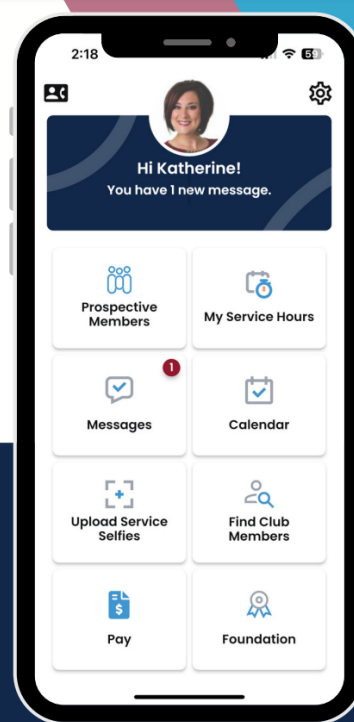 2:18
59
Hi Katherine!
You have 1 new message.
Prospective
Members
My Service Hours
1
Messages
Calendar
Upload Service
Selfies
Find Club
Members
$
Pay
Foundation